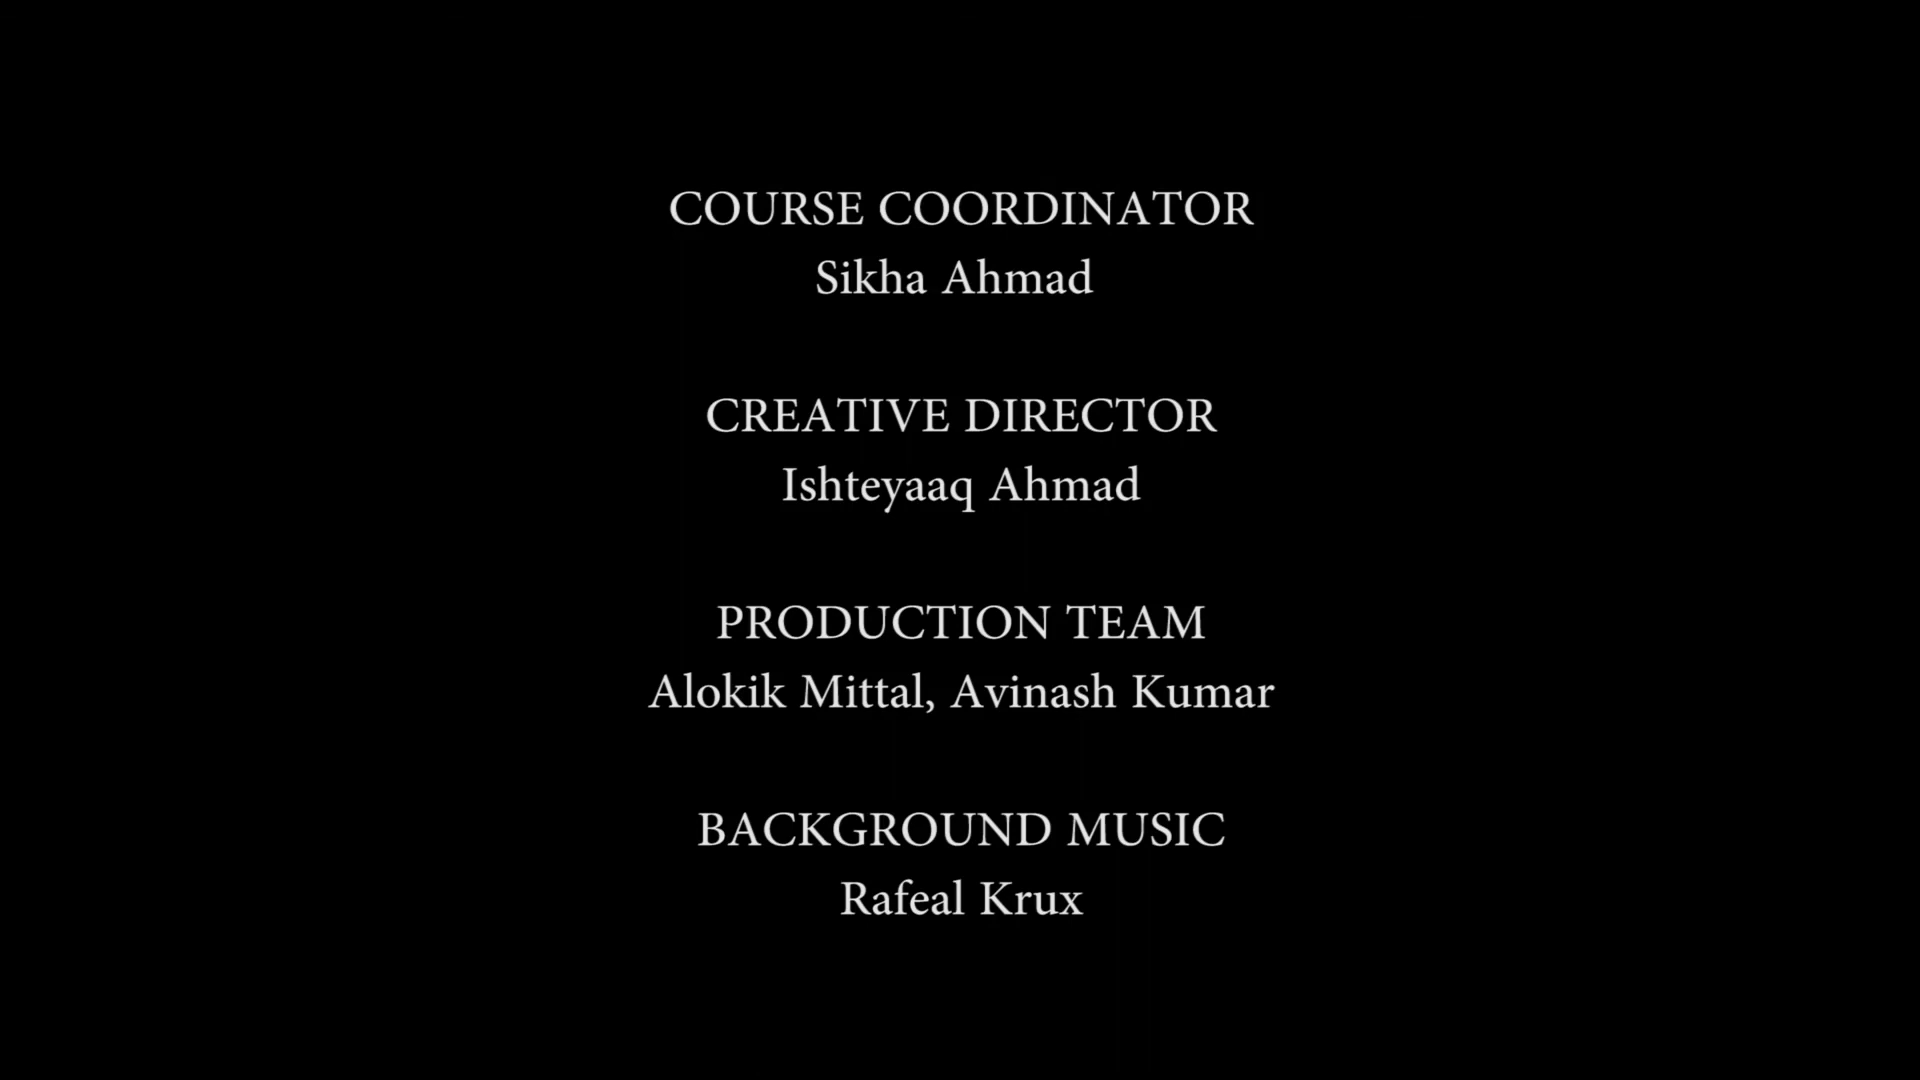 COURSE COORDINATOR
Sikha Ahmad
CREATIVE DIRECTOR
Ishteyaaq Ahmad
PRODUCTION TEAM
Alokik Mittal, Avinash Kumar
BACKGROUND MUSIC
Rafeal Krux